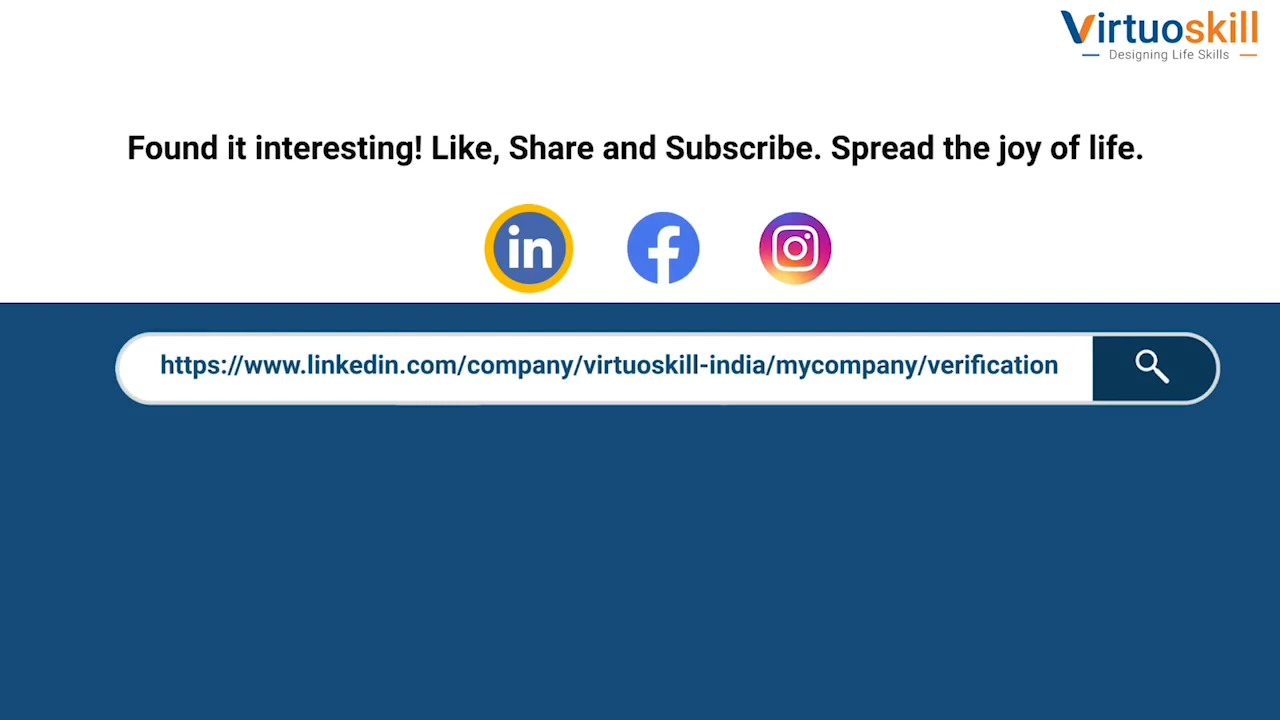 Virtuoskill
Designing Life Skills
Found it interesting! Like, Share and Subscribe. Spread the joy of life.
in
https://www.linkedin.com/company/virtuoskill-india/mycompany/verification